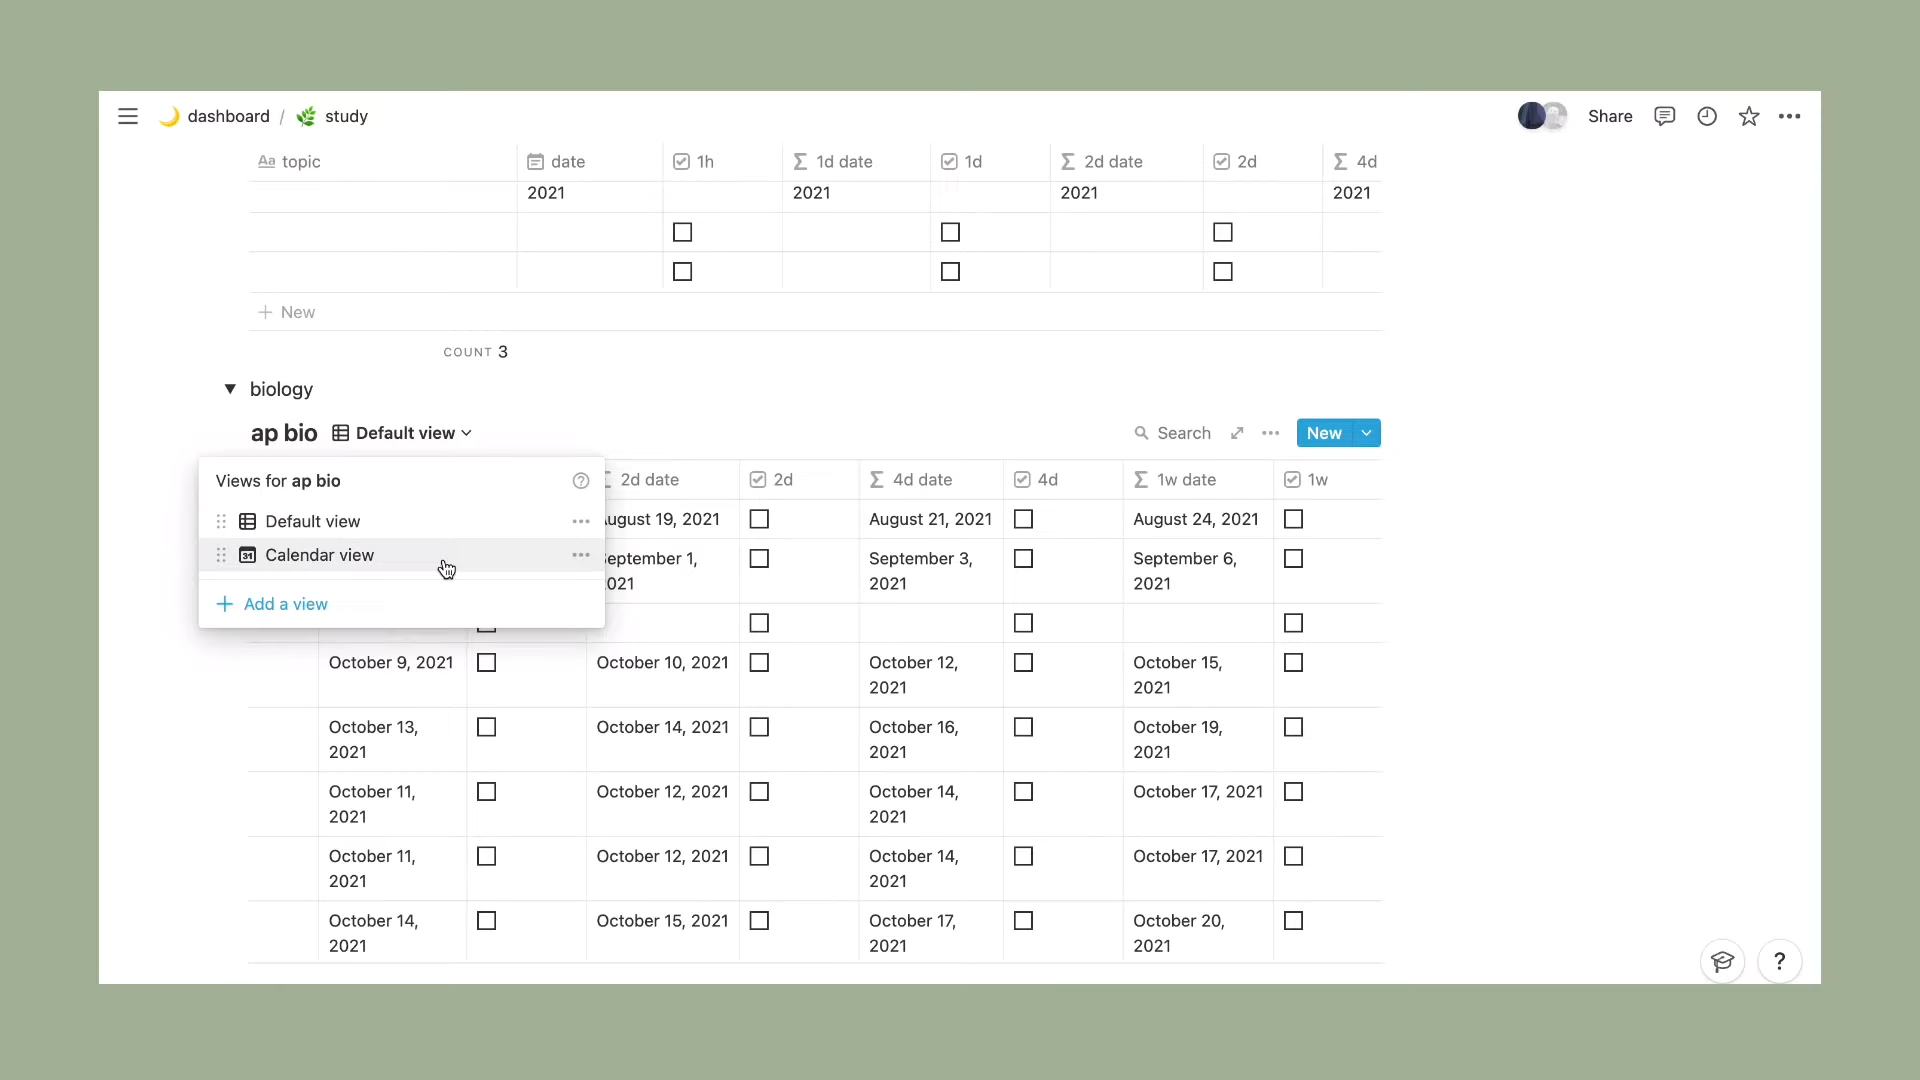 dashboard / study
Share
Aa topic date 1h Σ 1d date 1d Σ 2d date 2d Σ 4d
2021 2021 2021 2021
+ New
COUNT 3
biology
ap bio Default view
Search New
Views for ap bio ?
Default view
31 Calendar view
+ Add a view
2d date 2d Σ 4d date 4d Σ 1w date 1w
August 19, 2021 August 21, 2021 August 24, 2021
September 1, September 3, September 6,
2021 2021 2021
October 9, 2021 October 10, 2021 October 12, October 15,
2021 2021
October 13, October 14, 2021 October 16, October 19,
2021 2021 2021
October 11, October 12, 2021 October 14, October 17, 2021
2021 2021
October 11, October 12, 2021 October 14, October 17, 2021
2021 2021
October 14, October 15, 2021 October 17, October 20,
2021 2021 2021
?